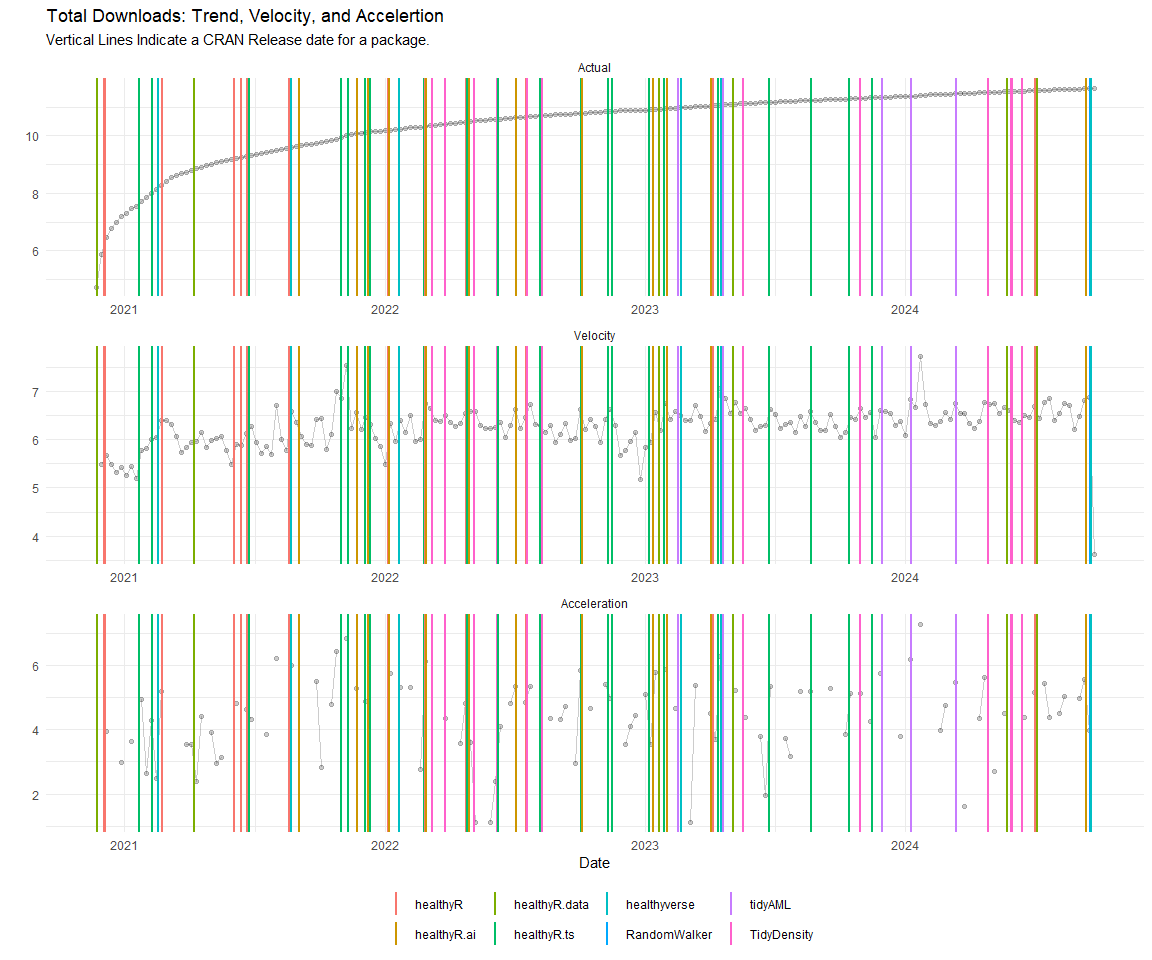 Total Downloads: Trend, Velocity, and Accelertion
Vertical Lines Indicate a CRAN Release date for a package.
Actual
10
8
6
2021 2022 2023 2024
Velocity
7
6
5
4
2021 2022 2023 2024
Acceleration
6
4
2
2021 2022 2023 2024
Date
healthyR healthyR.data healthyverse tidyAML
healthyR.ai healthyR.ts RandomWalker TidyDensity